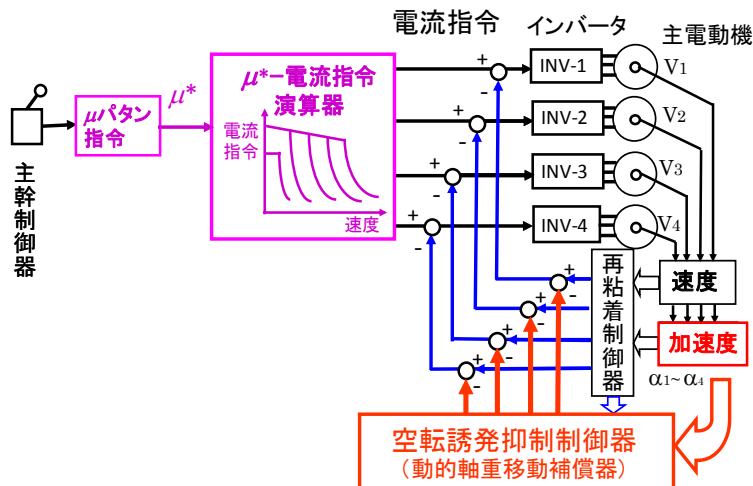 電流指令
インバータ
主電動機
+
-
INV-1
V1
μ*-電流指令
演算器
電流
指令
速度
μパタン
指令
μ*
主幹制御器
+
-
INV-2
V2
+
-
INV-3
V3
+
-
INV-4
V4
再粘着制御器
速度
加速度
α1~α4
+
-
+
-
+
-
+
-
空転誘発抑制制御器
(動的軸重移動補償器)